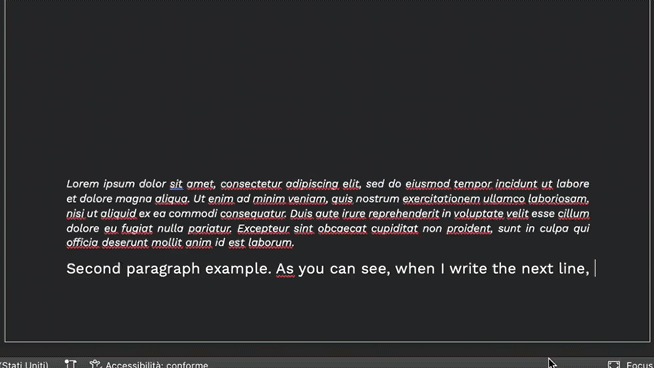 Lorem ipsum dolor sit amet, consectetur adipiscing elit, sed do eiusmod tempor incidunt ut labore
et dolore magna aliqua. Ut enim ad minim veniam, quis nostrum exercitationem ullamco laboriosam,
nisi ut aliquid ex ea commodi consequatur. Duis aute irure reprehenderit in voluptate velit esse cillum
dolore eu fugiat nulla pariatur. Excepteur sint obcaecat cupiditat non proident, sunt in culpa qui
officia deserunt mollit anim id est laborum.
Second paragraph example. As you can see, when I write the next line,
(Stati Uniti) Accessibilità: conforme Focus